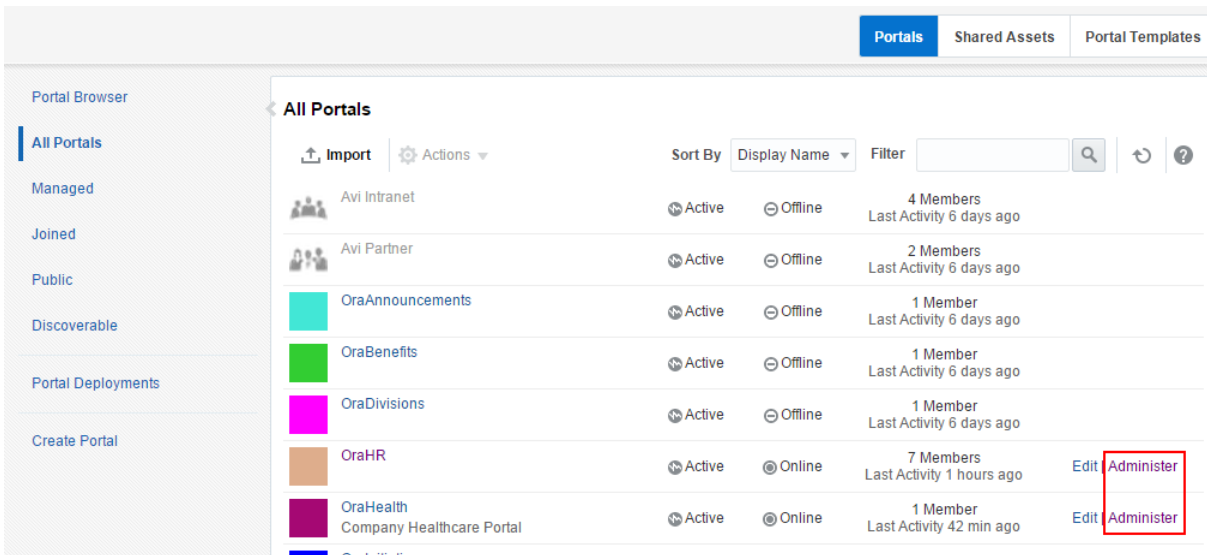 Portals Shared Assets Portal Templates
Portal Browser
All Portals
Managed
Joined
Public
Discoverable
Portal Deployments
Create Portal
All Portals
Import Actions Sort By Display Name Filter
Avi Intranet Active Offline 4 Members
Last Activity 6 days ago
Avi Partner Active Offline 2 Members
Last Activity 6 days ago
OraAnnouncements Active Offline 1 Member
Last Activity 6 days ago
OraBenefits Active Offline 1 Member
Last Activity 6 days ago
OraDivisions Active Offline 1 Member
Last Activity 6 days ago
OraHR Active Online 7 Members Edit | Administer
Last Activity 1 hours ago
OraHealth Active Online 1 Member Edit | Administer
Company Healthcare Portal Last Activity 42 min ago